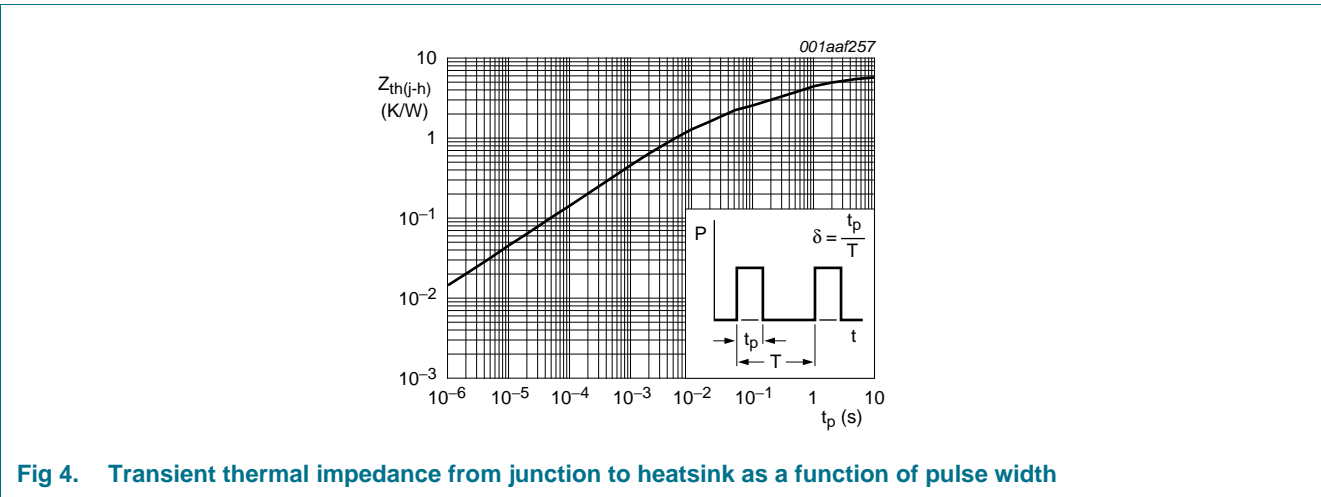 001aaf257
10
Z_th(j-h)
(K/W)
1
10^−1
10^−2
10^−3
P
δ = t_p / T
t_p
T
t
10^−6 10^−5 10^−4 10^−3 10^−2 10^−1 1 10
t_p (s)
Fig 4. Transient thermal impedance from junction to heatsink as a function of pulse width